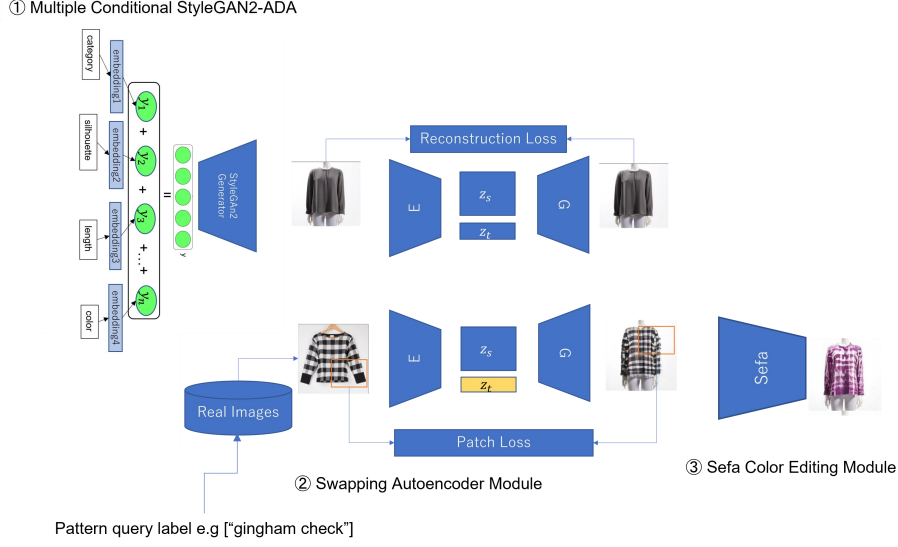 ① Multiple Conditional StyleGAN2-ADA
category
embedding1
y1
+
silhouette
embedding2
y2
+
length
embedding3
y3
+...+
color
embedding4
yn
=
y
StyleGAn2
Generator
Reconstruction Loss
E
zs
zt
G
E
zs
zt
G
Real Images
Patch Loss
Sefa
② Swapping Autoencoder Module
③ Sefa Color Editing Module
Pattern query label e.g [“gingham check”]